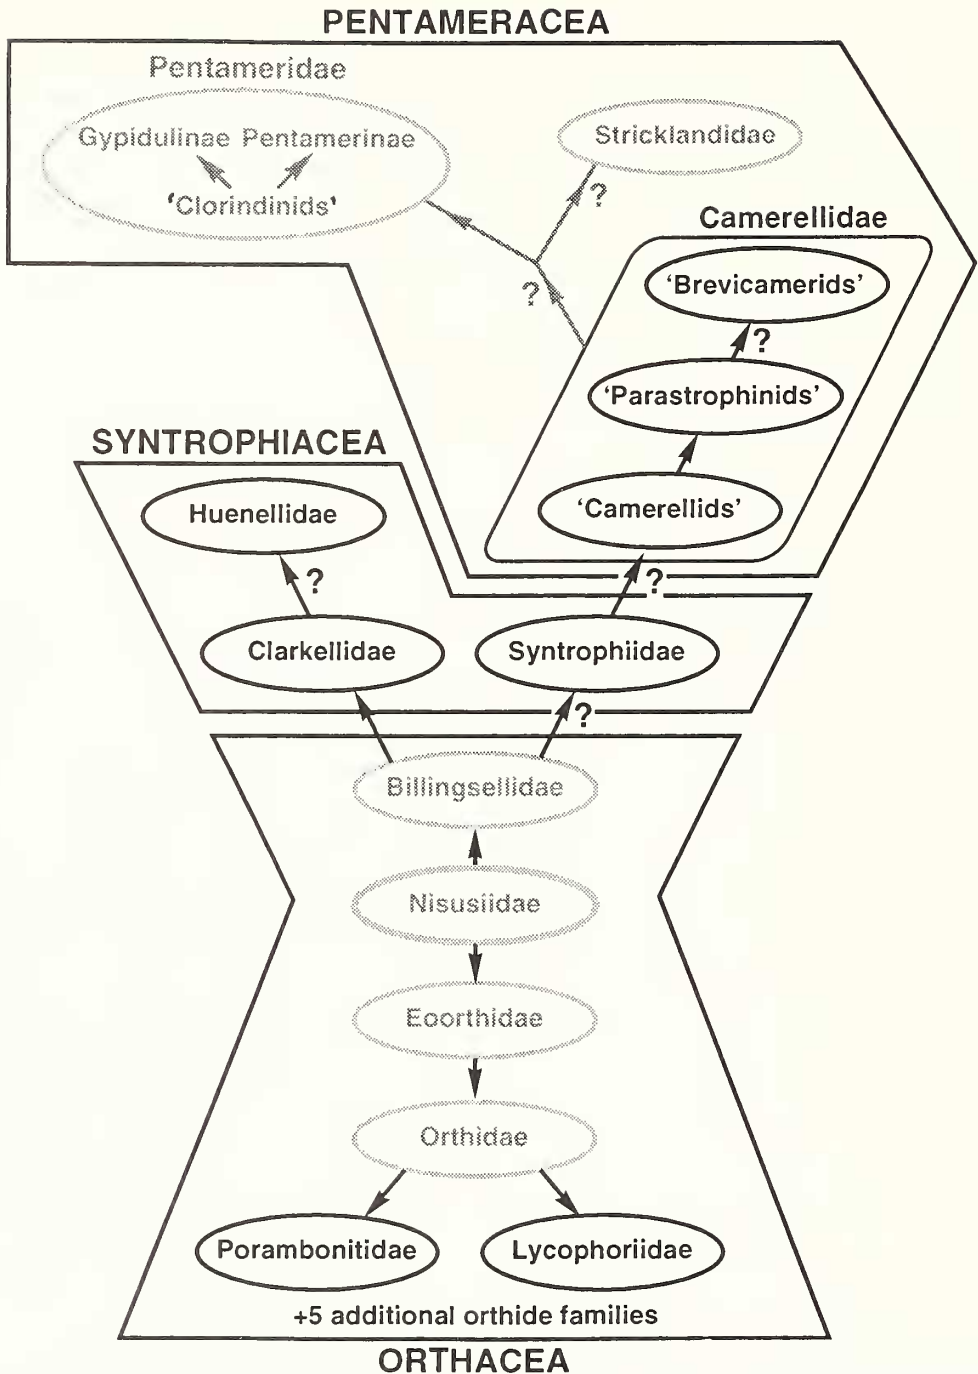 PENTAMERACEA
Pentameridae
Gypidulinae Pentamerinae
'Clorindinids'
Stricklandidae
?
?
Camerellidae
'Brevicamerids'
?
'Parastrophinids'
'Camerellids'
?
SYNTROPHIACEA
Huenellidae
?
Clarkellidae
Syntrophiidae
?
Billingsellidae
Nisusiidae
Eoorthidae
Orthidae
Porambonitidae
Lycophoriidae
+5 additional orthide families
ORTHACEA